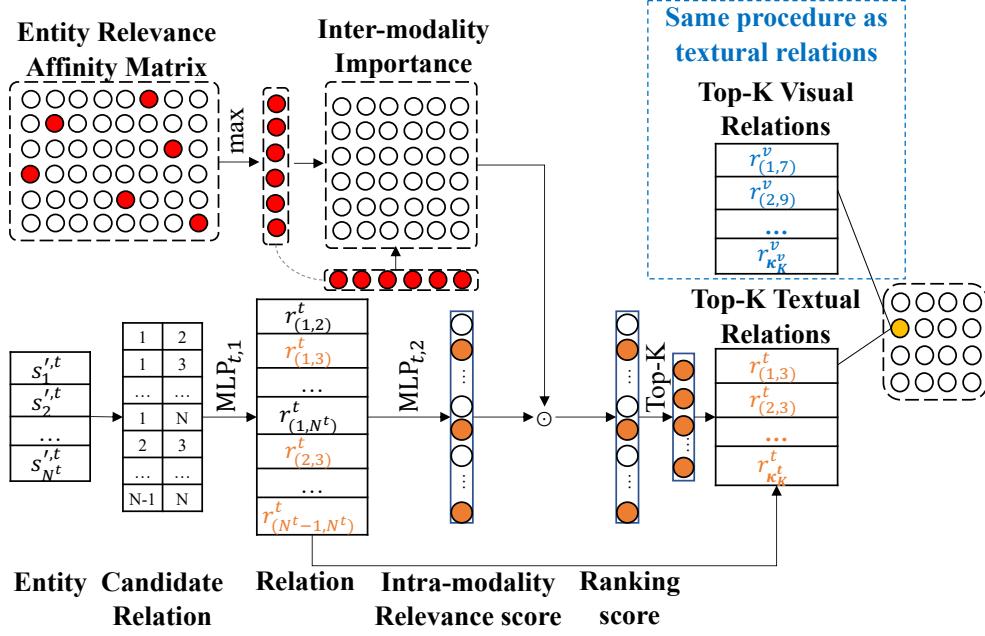 Entity Relevance
Affinity Matrix
Inter-modality
Importance
Same procedure as
textural relations
max
Top-K Visual
Relations
r^v_(1,7)
r^v_(2,9)
...
r^v_{κ^v_K}
Top-K Textual
Relations
r^t_(1,3)
r^t_(2,3)
...
r^t_{κ^t_K}
s_1^{′,t}
s_2^{′,t}
...
s_{N^t}^{′,t}
1 2
1 3
... ...
1 N
2 3
... ...
N-1 N
MLP_{t,1}
r^t_(1,2)
r^t_(1,3)
...
r^t_(1,N^t)
r^t_(2,3)
...
r^t_(N^t−1,N^t)
MLP_{t,2}
...
...
⊙
...
...
Top-K
...
Entity
Candidate
Relation
Relation
Intra-modality
Relevance score
Ranking
score